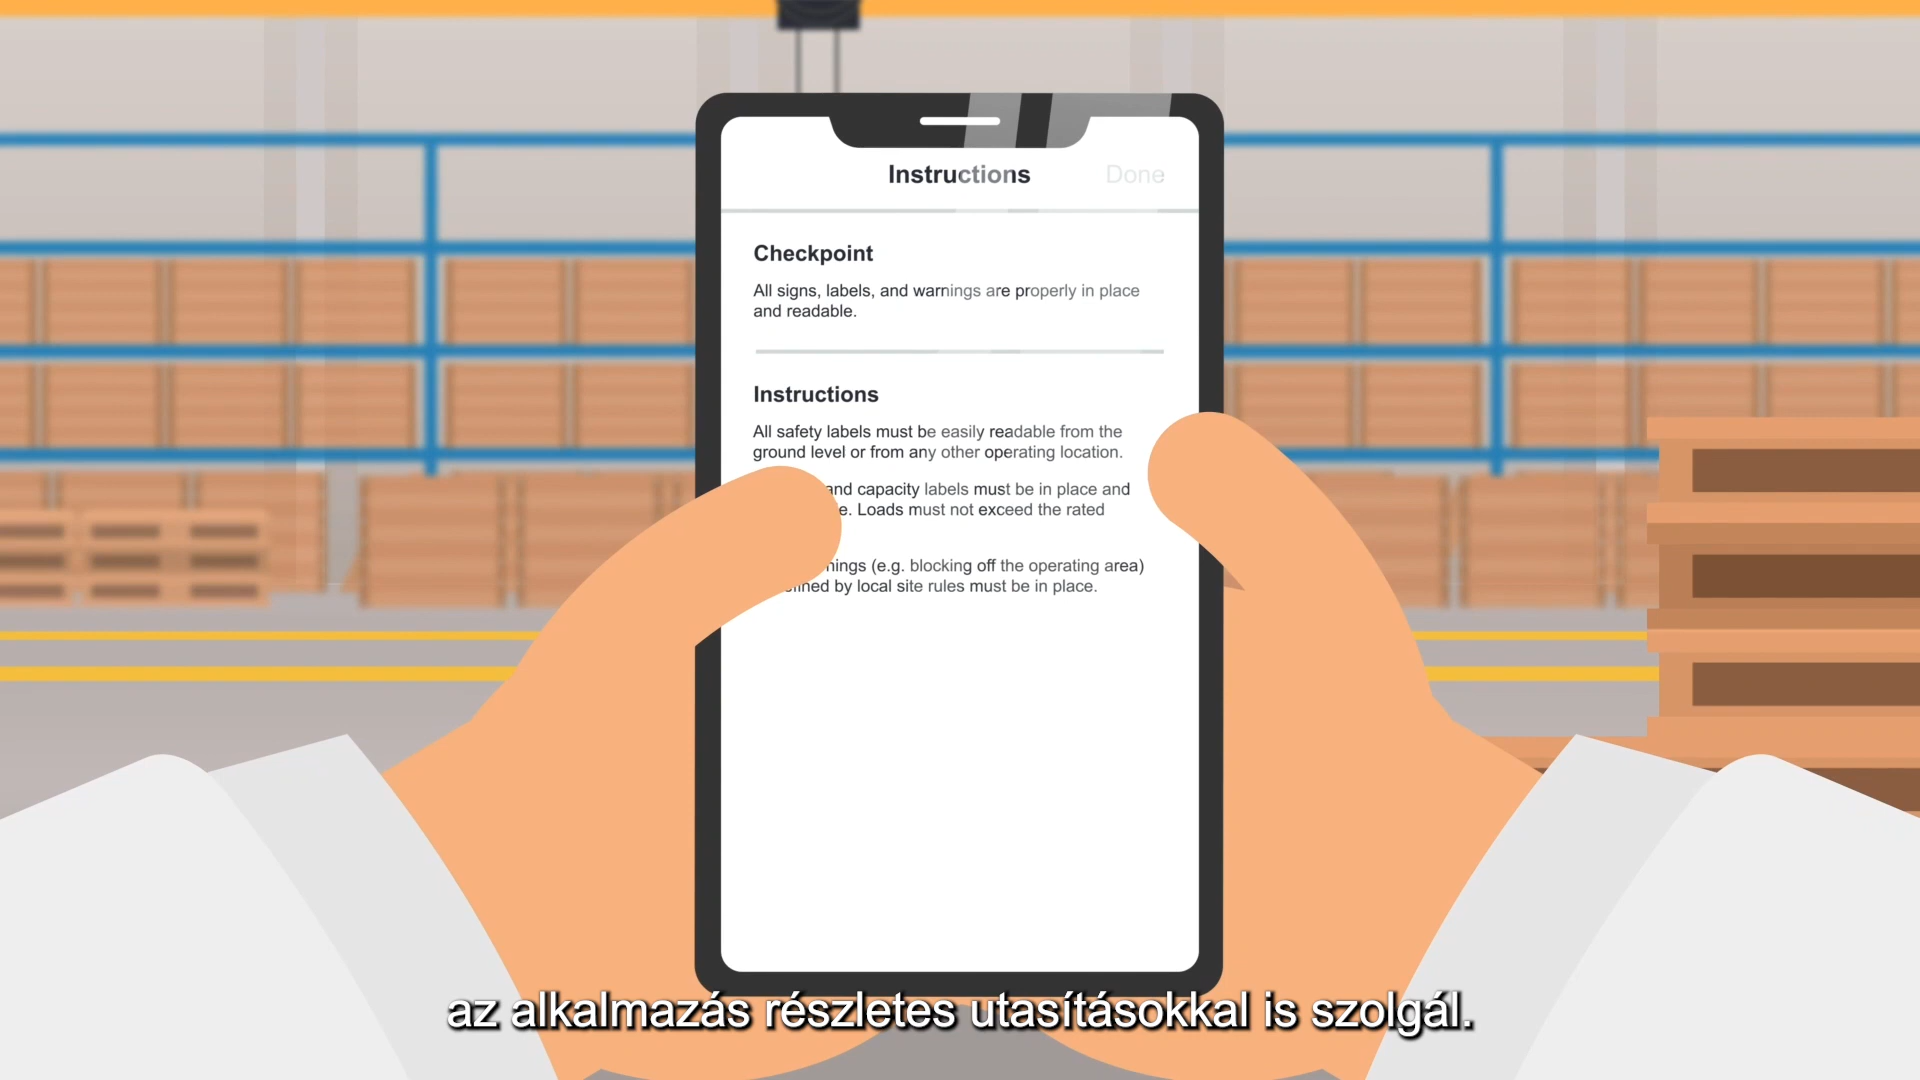 Instructions
Done
Checkpoint
All signs, labels, and warnings are properly in place
and readable.
Instructions
All safety labels must be easily readable from the
ground level or from any other operating location.
and capacity labels must be in place and
Loads must not exceed the rated
(e.g. blocking off the operating area)
by local site rules must be in place.
az alkalmazás részletes utasításokkal is szolgál.